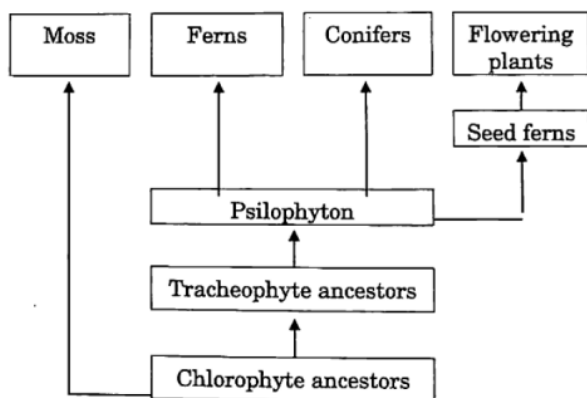 Moss
Ferns
Conifers
Flowering
plants
Seed ferns
Psilophyton
Tracheophyte ancestors
Chlorophyte ancestors